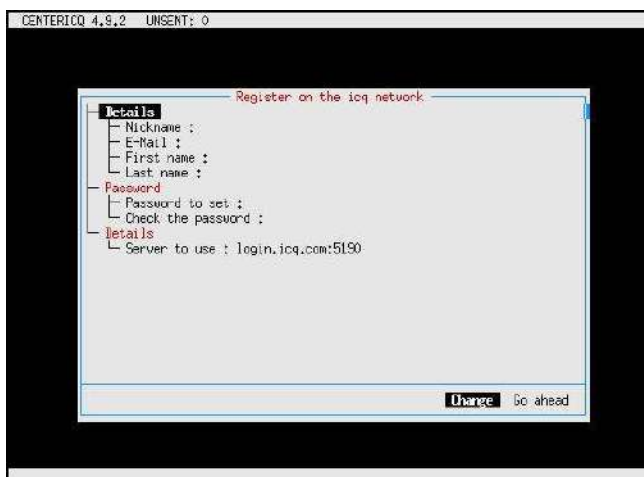 CENTERICQ 4.9.2 UNSENT: 0
Register on the icq network
Details
Nickname :
E-Mail :
First name :
Last name :
Password
Password to set :
Check the password :
Details
Server to use : login.icq.com:5190
Change Go ahead